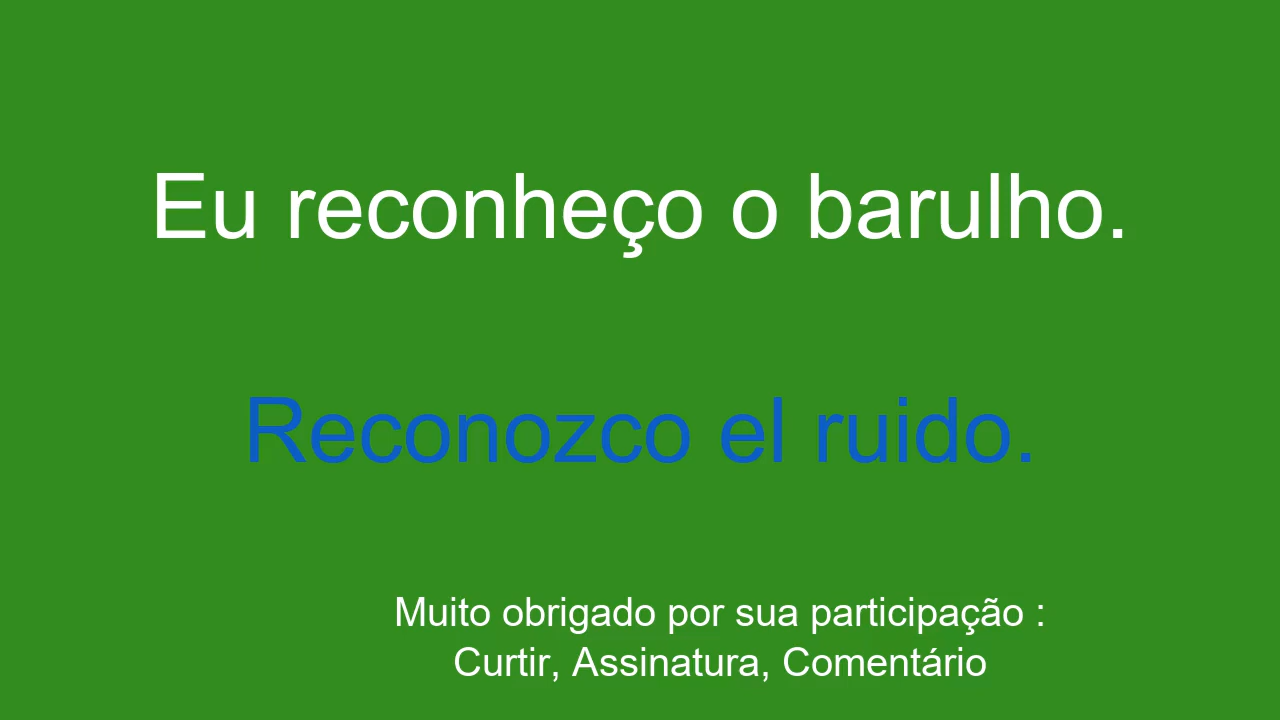 Eu reconheço o barulho.
Reconozco el ruido.
Muito obrigado por sua participação :
Curtir, Assinatura, Comentário